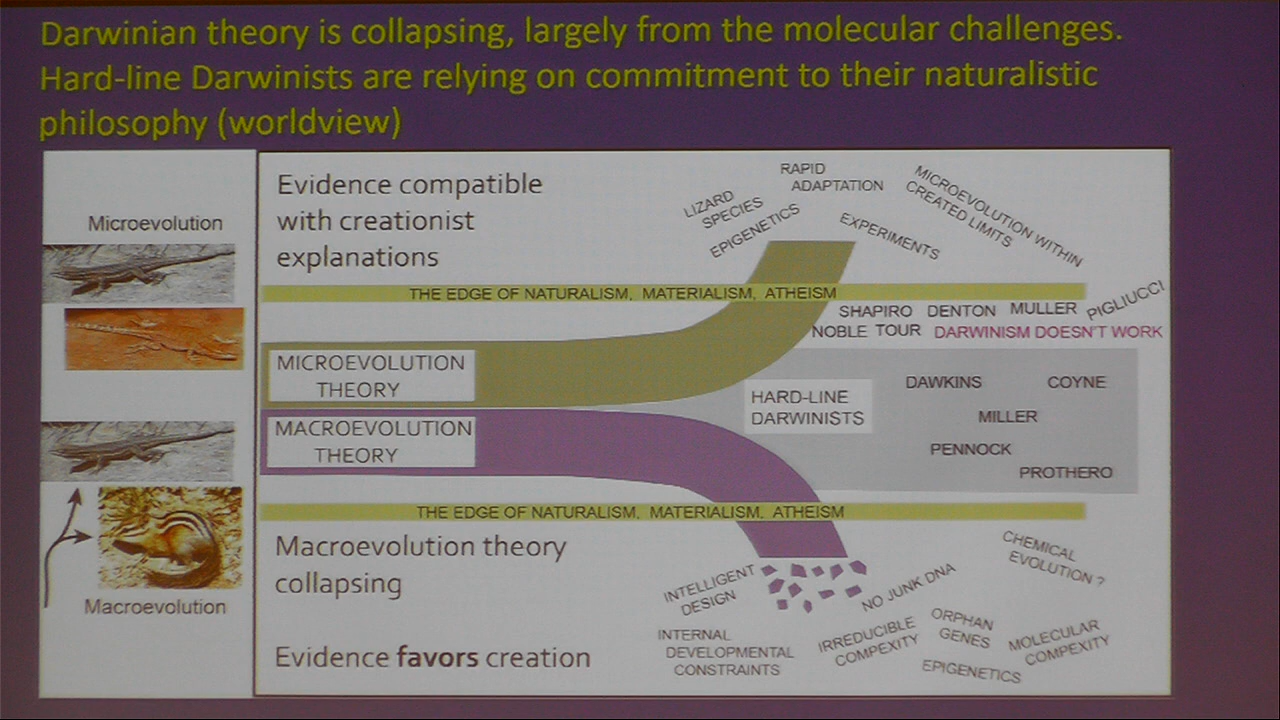 Darwinian theory is collapsing, largely from the molecular challenges.
Hard-line Darwinists are relying on commitment to their naturalistic
philosophy (worldview)
Microevolution
Macroevolution
Evidence compatible
with creationist
explanations
LIZARD
SPECIES
EPIGENETICS
RAPID
ADAPTATION
EXPERIMENTS
MICROEVOLUTION WITHIN
CREATED LIMITS
THE EDGE OF NATURALISM, MATERIALISM, ATHEISM
SHAPIRO DENTON MULLER PIGLIUCCI
NOBLE TOUR DARWINISM DOESN'T WORK
MICROEVOLUTION
THEORY
MACROEVOLUTION
THEORY
HARD-LINE
DARWINISTS
DAWKINS COYNE
MILLER
PENNOCK
PROTHERO
THE EDGE OF NATURALISM, MATERIALISM, ATHEISM
Macroevolution theory
collapsing
Evidence favors creation
INTELLIGENT
DESIGN
NO JUNK DNA
CHEMICAL
EVOLUTION ?
INTERNAL
DEVELOPMENTAL
CONSTRAINTS
IRREDUCIBLE
COMPEXITY
ORPHAN
GENES
EPIGENETICS
MOLECULAR
COMPEXITY